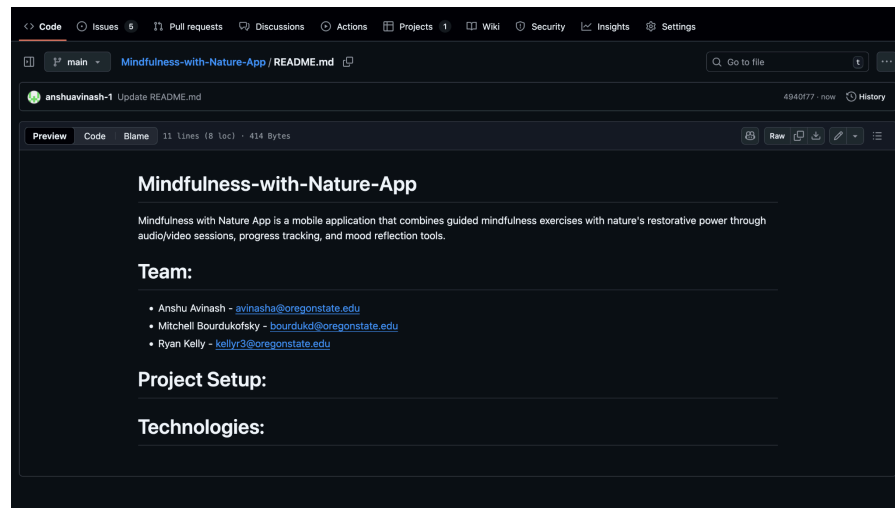 <> Code Issues 5 Pull requests Discussions Actions Projects 1 Wiki Security Insights Settings
main Mindfulness-with-Nature-App / README.md Go to file t ...
anshuavinash-1 Update README.md 4940f77 · now History
Preview Code Blame 11 lines (8 loc) · 414 Bytes Raw
Mindfulness-with-Nature-App
Mindfulness with Nature App is a mobile application that combines guided mindfulness exercises with nature's restorative power through
audio/video sessions, progress tracking, and mood reflection tools.
Team:
• Anshu Avinash - avinasha@oregonstate.edu
• Mitchell Bourdukofsky - bourdukd@oregonstate.edu
• Ryan Kelly - kellyr3@oregonstate.edu
Project Setup:
Technologies: